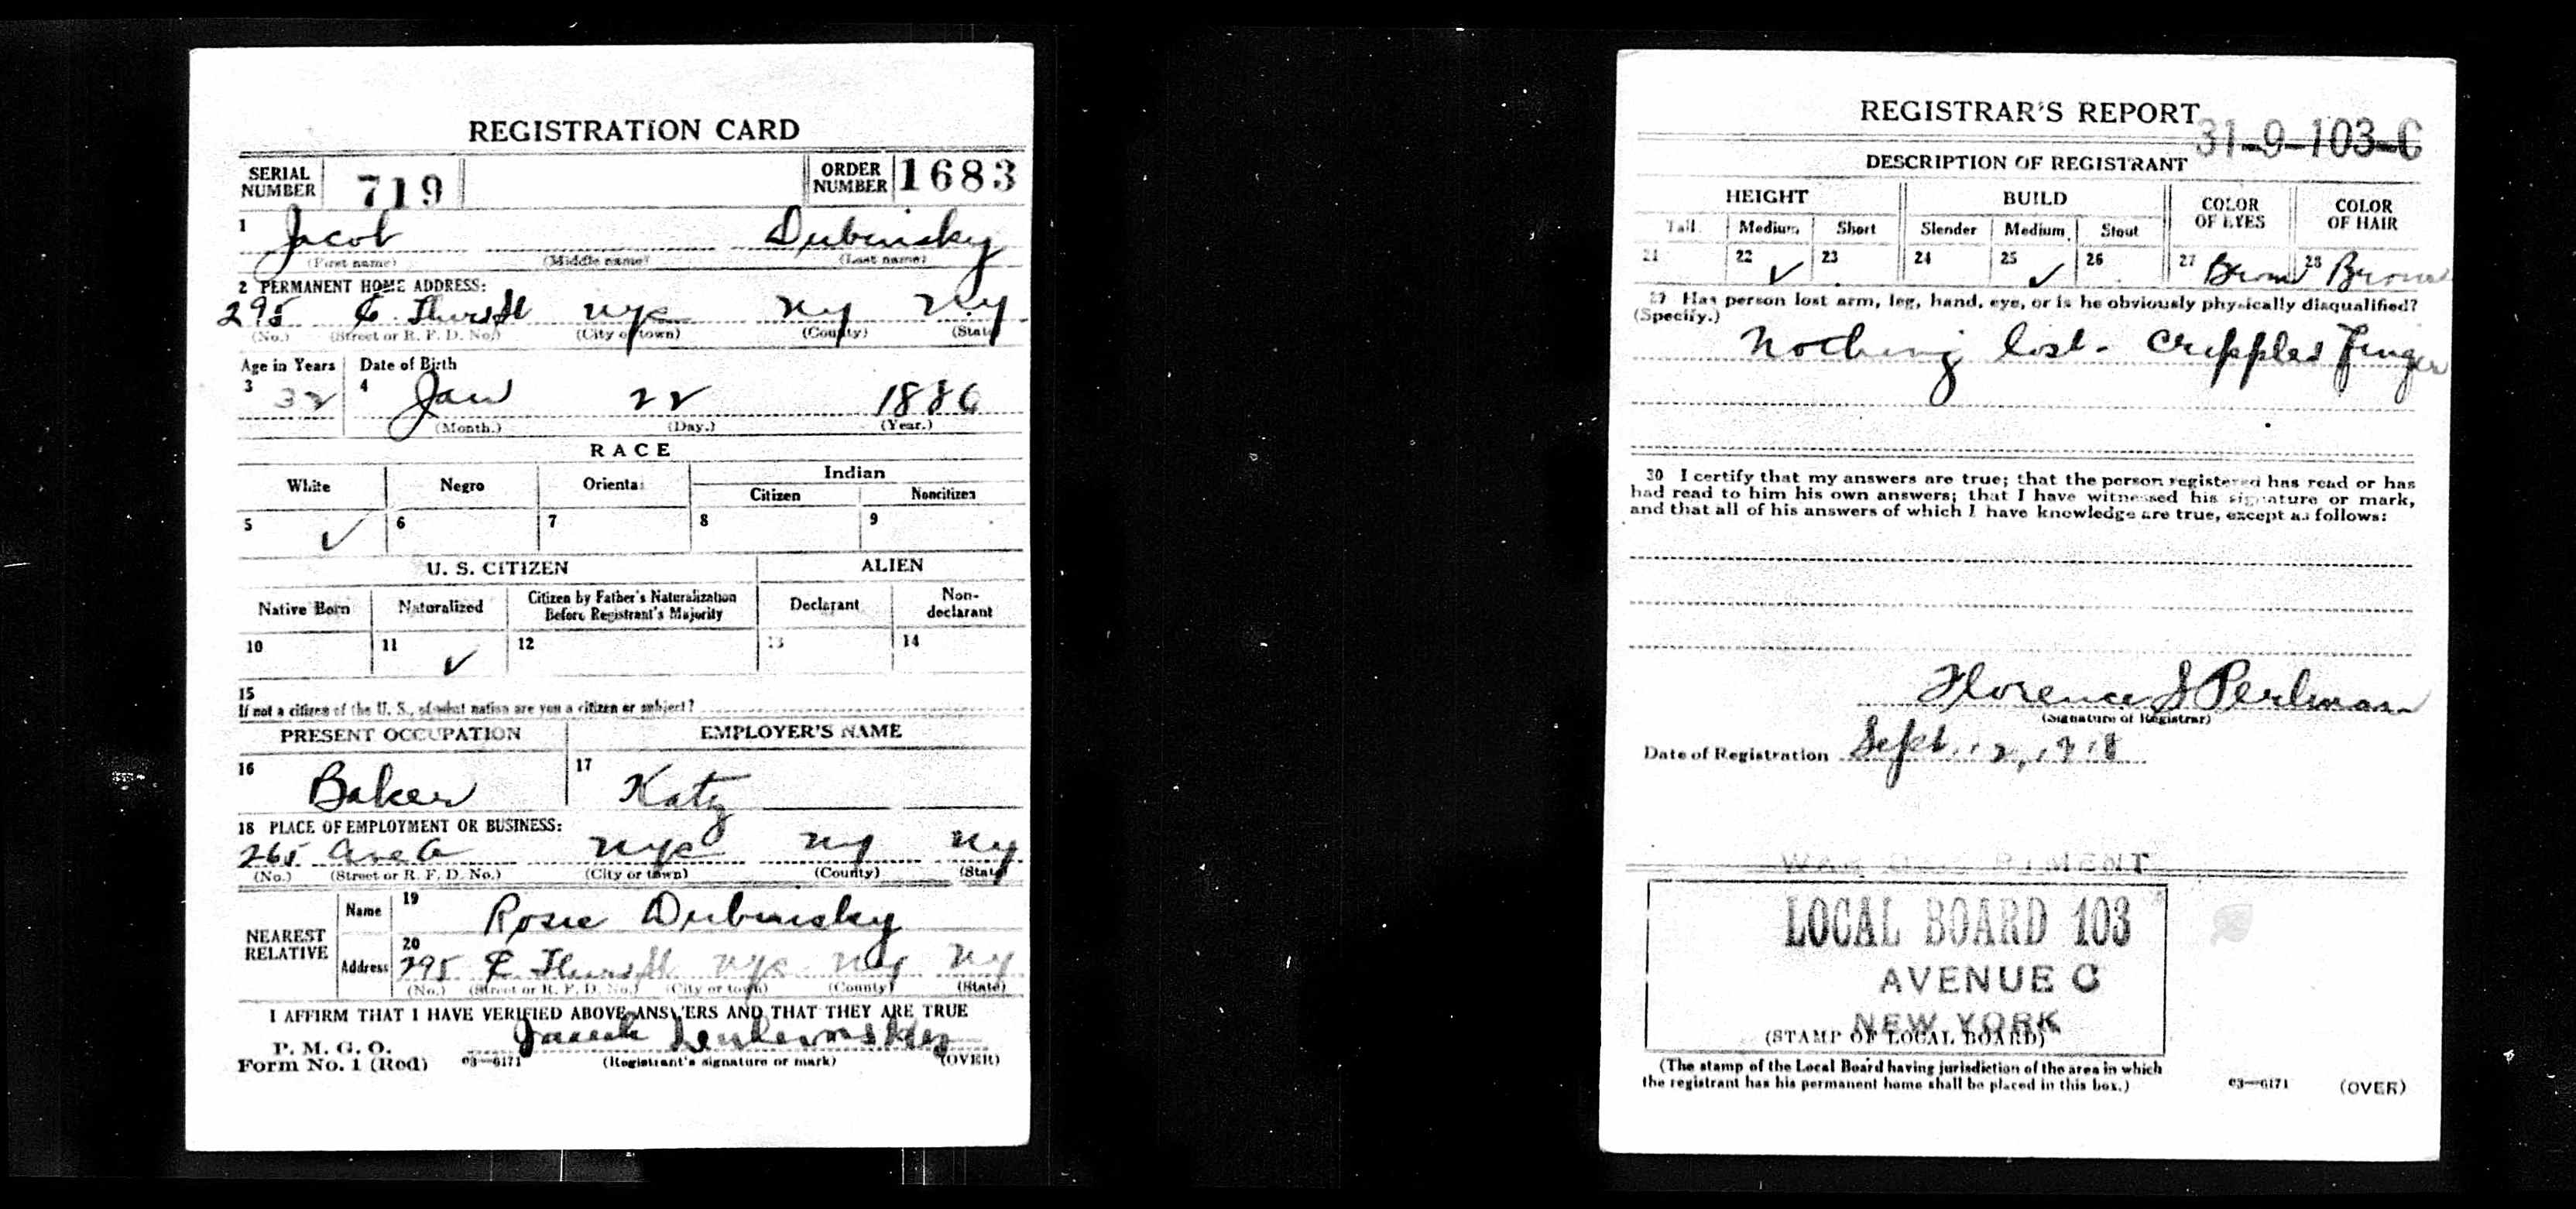 REGISTRATION CARD
SERIAL NUMBER 719 ORDER NUMBER 1683
1 Jacob Dubinsky
(First name) (Middle name) (Last name)
2 PERMANENT HOME ADDRESS:
295 E. NYC NY NY
(No.) (Street or R. F. D. No.) (City or town) (County) (State)
Age in Years Date of Birth
3 32 4 Jan 22 1886
(Month.) (Day.) (Year.)
RACE
White Negro Oriental Indian
Citizen Noncitizen
5 ✓ 6 7 8 9
U. S. CITIZEN ALIEN
Native Born Naturalized Citizen by Father's Naturalization Before Registrant's Majority Declarant Non-declarant
10 11 ✓ 12 13 14
15
If not a citizen of the U. S., of what nation are you a citizen or subject?
PRESENT OCCUPATION EMPLOYER'S NAME
16 Baker 17 Katz
18 PLACE OF EMPLOYMENT OR BUSINESS:
265 Ave NYC NY NY
(No.) (Street or R. F. D. No.) (City or town) (County) (State)
NEAREST RELATIVE
Name 19 Rosie Dubinsky
Address 20 295 E NYC NY NY
(No.) (Street or R. F. D. No.) (City or town) (County) (State)
I AFFIRM THAT I HAVE VERIFIED ABOVE ANSWERS AND THAT THEY ARE TRUE
P. M. G. O.
Form No. 1 (Red) 03—6171 (Registrant's signature or mark) (OVER)
REGISTRAR'S REPORT
31-9-103-C
DESCRIPTION OF REGISTRANT
HEIGHT BUILD COLOR OF EYES COLOR OF HAIR
Tall Medium Short Slender Medium Stout
21 22 ✓ 23 24 25 ✓ 26 27 Brown 28 Brown
29 Has person lost arm, leg, hand, eye, or is he obviously physically disqualified?
(Specify.)
Nothing lost. Crippled Finger
30 I certify that my answers are true; that the person registered has read or has
had read to him his own answers; that I have witnessed his signature or mark,
and that all of his answers of which I have knowledge are true, except as follows:
Florence S Perlman
(Signature of Registrar)
Date of Registration Sept. 12, 1918
WAR DEPARTMENT
LOCAL BOARD 103
AVENUE C
NEW YORK
(STAMP OF LOCAL BOARD)
(The stamp of the Local Board having jurisdiction of the area in which
the registrant has his permanent home shall be placed in this box.)
03—6171 (OVER)